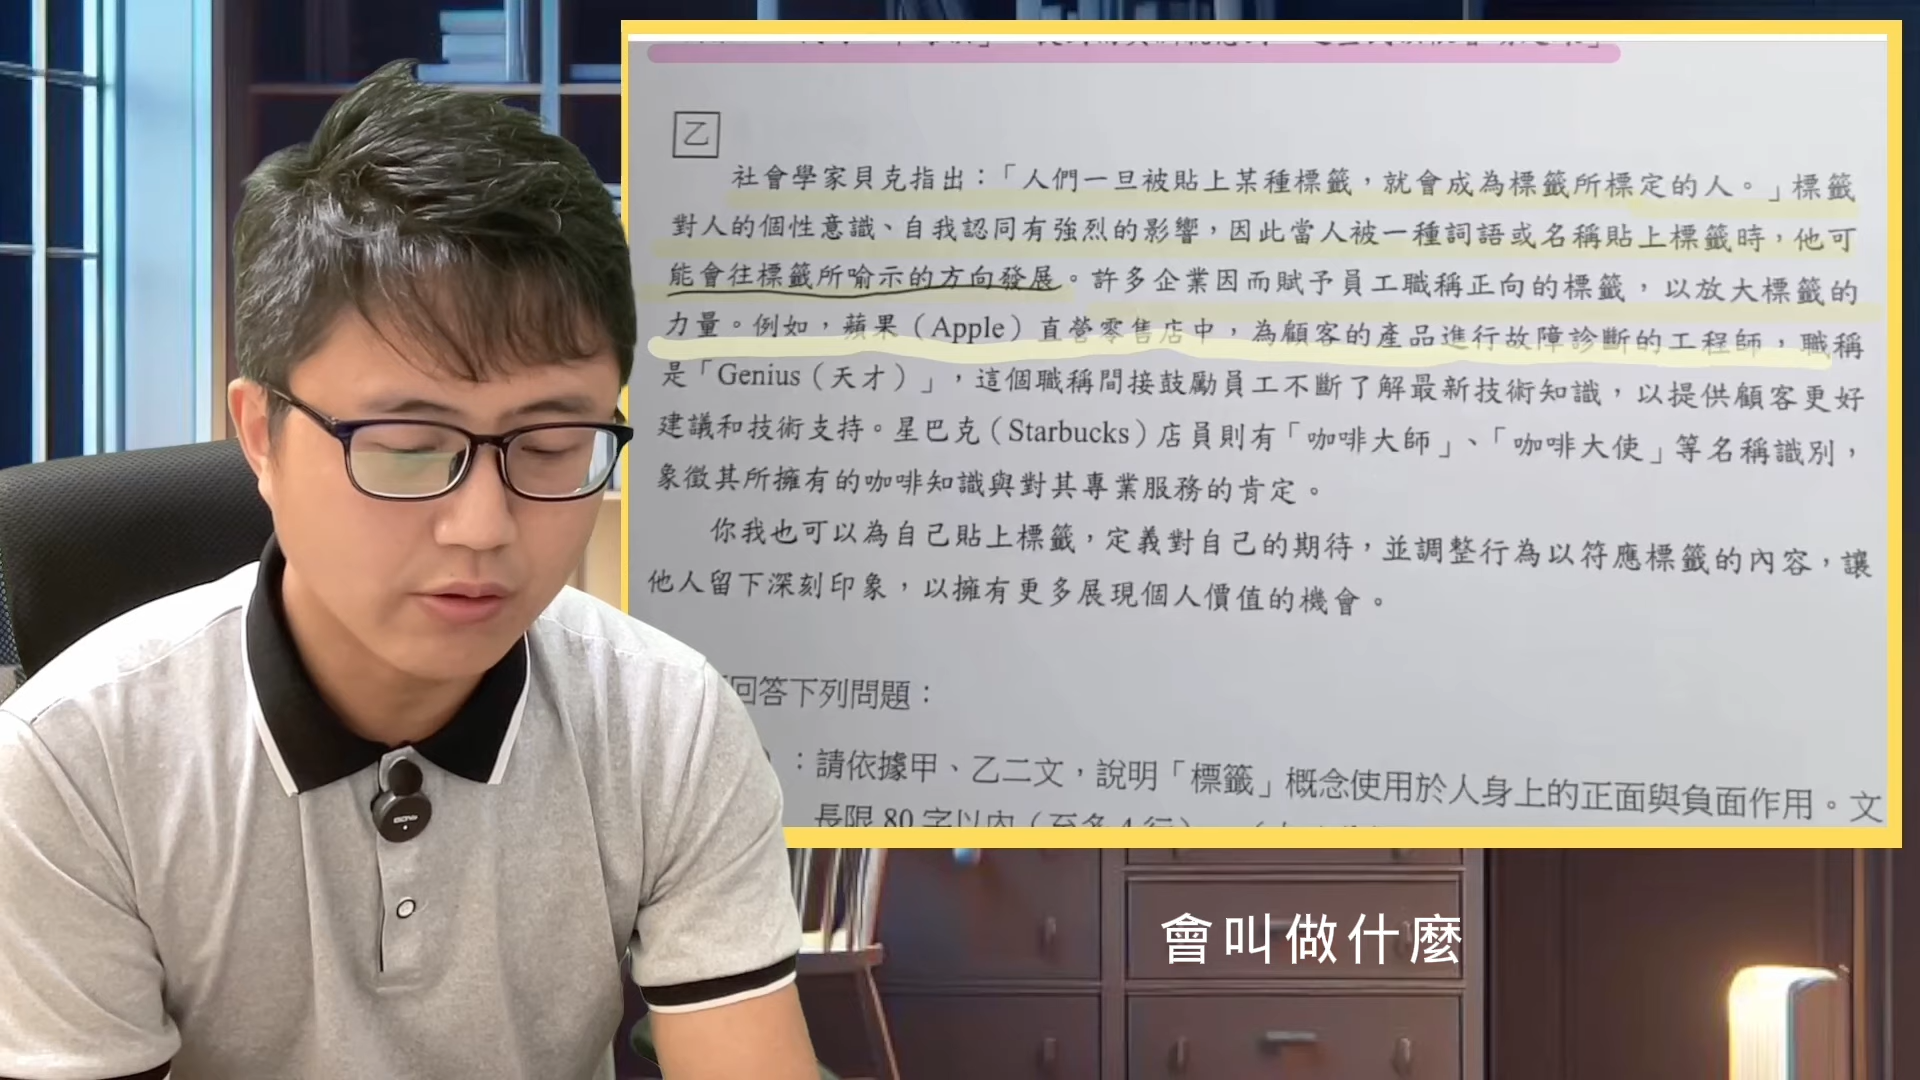 乙
社會學家貝克指出：「人們一旦被貼上某種標籤，就會成為標籤所標定的人。」標籤
對人的個性意識、自我認同有強烈的影響，因此當人被一種詞語或名稱貼上標籤時，他可
能會往標籤所喻示的方向發展。許多企業因而賦予員工職稱正向的標籤，以放大標籤的
力量。例如，蘋果（Apple）直營零售店中，為顧客的產品進行故障診斷的工程師，職稱
是「Genius（天才）」，這個職稱間接鼓勵員工不斷了解最新技術知識，以提供顧客更好
建議和技術支持。星巴克（Starbucks）店員則有「咖啡大師」、「咖啡大使」等名稱識別，
象徵其所擁有的咖啡知識與對其專業服務的肯定。
你我也可以為自己貼上標籤，定義對自己的期待，並調整行為以符應標籤的內容，讓
他人留下深刻印象，以擁有更多展現個人價值的機會。
回答下列問題：
：請依據甲、乙二文，說明「標籤」概念使用於人身上的正面與負面作用。文
長限80字以內（至多4行）。
會叫做什麼